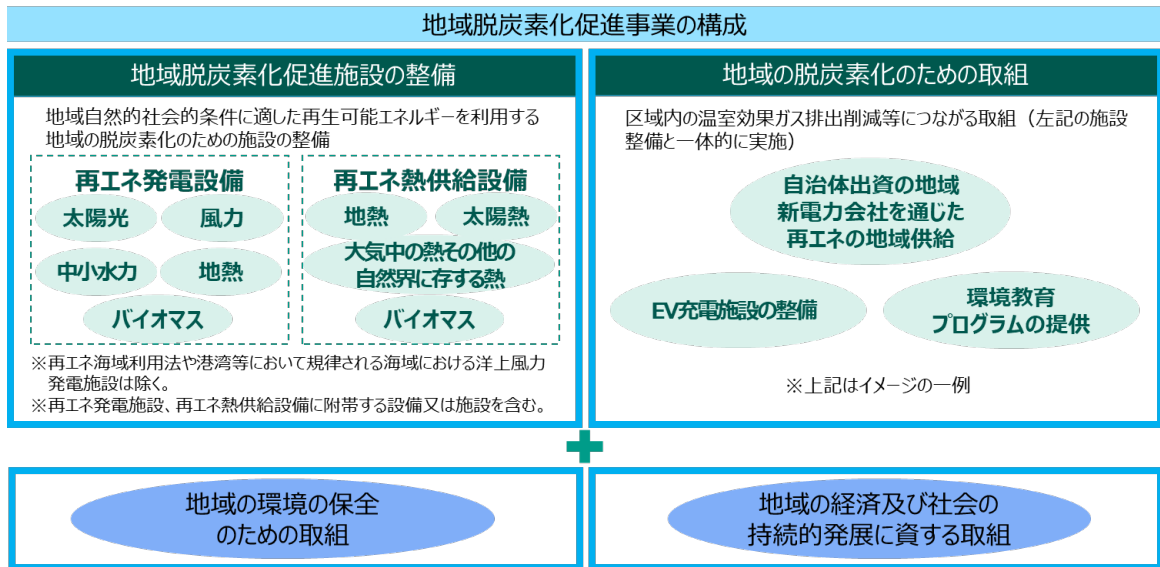 地域脱炭素化促進事業の構成
地域脱炭素化促進施設の整備
地域自然的社会的条件に適した再生可能エネルギーを利用する
地域の脱炭素化のための施設の整備
再エネ発電設備
太陽光
風力
中小水力
地熱
バイオマス
再エネ熱供給設備
地熱
太陽熱
大気中の熱その他の
自然界に存する熱
バイオマス
※再エネ海域利用法や港湾等において規律される海域における洋上風力
発電施設は除く。
※再エネ発電施設、再エネ熱供給設備に附帯する設備又は施設を含む。
地域の脱炭素化のための取組
区域内の温室効果ガス排出削減等につながる取組（左記の施設
整備と一体的に実施）
自治体出資の地域
新電力会社を通じた
再エネの地域供給
EV充電施設の整備
環境教育
プログラムの提供
※上記はイメージの一例
地域の環境の保全
のための取組
地域の経済及び社会の
持続的発展に資する取組